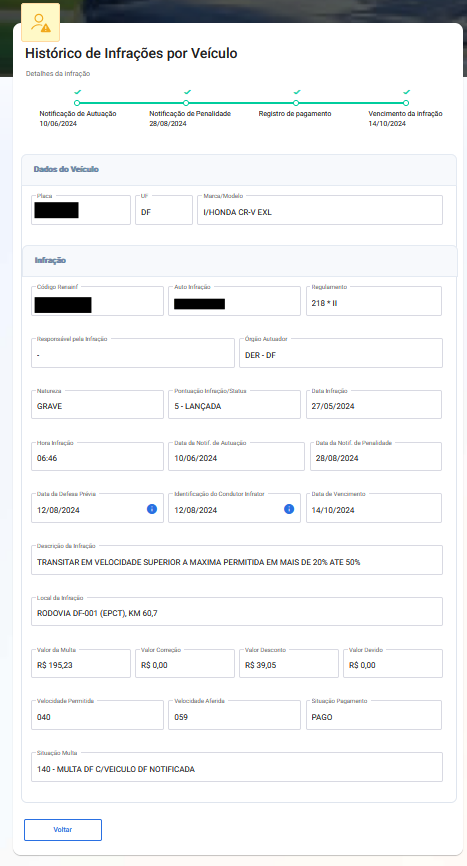 Histórico de Infrações por Veículo
Detalhes da infração
Notificação de Autuação
10/06/2024
Notificação de Penalidade
28/08/2024
Registro de pagamento
Vencimento da infração
14/10/2024
Dados do Veículo
Placa
UF
DF
Marca/Modelo
I/HONDA CR-V EXL
Infração
Código Renainf
Auto Infração
Regulamento
218 * II
Responsável pela Infração
-
Órgão Autuador
DER - DF
Natureza
GRAVE
Pontuação Infração/Status
5 - LANÇADA
Data Infração
27/05/2024
Hora Infração
06:46
Data da Notif. de Autuação
10/06/2024
Data da Notif. de Penalidade
28/08/2024
Data da Defesa Prévia
12/08/2024
Identificação do Condutor Infrator
12/08/2024
Data de Vencimento
14/10/2024
Descrição da Infração
TRANSITAR EM VELOCIDADE SUPERIOR A MAXIMA PERMITIDA EM MAIS DE 20% ATE 50%
Local da Infração
RODOVIA DF-001 (EPCT), KM 60,7
Valor da Multa
R$ 195,23
Valor Correção
R$ 0,00
Valor Desconto
R$ 39,05
Valor Devido
R$ 0,00
Velocidade Permitida
040
Velocidade Aferida
059
Situação Pagamento
PAGO
Situação Multa
140 - MULTA DF C/VEICULO DF NOTIFICADA
Voltar